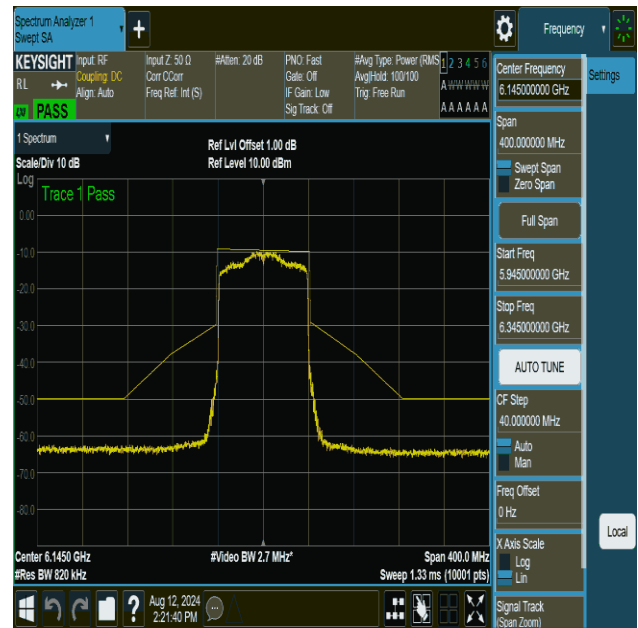 Spectrum Analyzer 1
Swept SA
+
Frequency
KEYSIGHT
RL
LXI
PASS
Input: RF
Coupling: DC
Align: Auto
Input Z: 50 Ω
Corr CCorr
Freq Ref: Int (S)
#Atten: 20 dB
PNO: Fast
Gate: Off
IF Gain: Low
Sig Track: Off
#Avg Type: Power (RMS
Avg|Hold: 100/100
Trig: Free Run
1 2 3 4 5 6
A W W W W W
A A A A A A
1 Spectrum
Scale/Div 10 dB
Ref Lvl Offset 1.00 dB
Ref Level 10.00 dBm
Log
Trace 1 Pass
0.00
-10.0
-20.0
-30.0
-40.0
-50.0
-60.0
-70.0
-80.0
Center 6.1450 GHz
#Res BW 820 kHz
#Video BW 2.7 MHz*
Span 400.0 MHz
Sweep 1.33 ms (10001 pts)
Center Frequency
6.145000000 GHz
Settings
Span
400.000000 MHz
Swept Span
Zero Span
Full Span
Start Freq
5.945000000 GHz
Stop Freq
6.345000000 GHz
AUTO TUNE
CF Step
40.000000 MHz
Auto
Man
Freq Offset
0 Hz
X Axis Scale
Log
Lin
Signal Track
(Span Zoom)
Local
?
Aug 12, 2024
2:21:40 PM